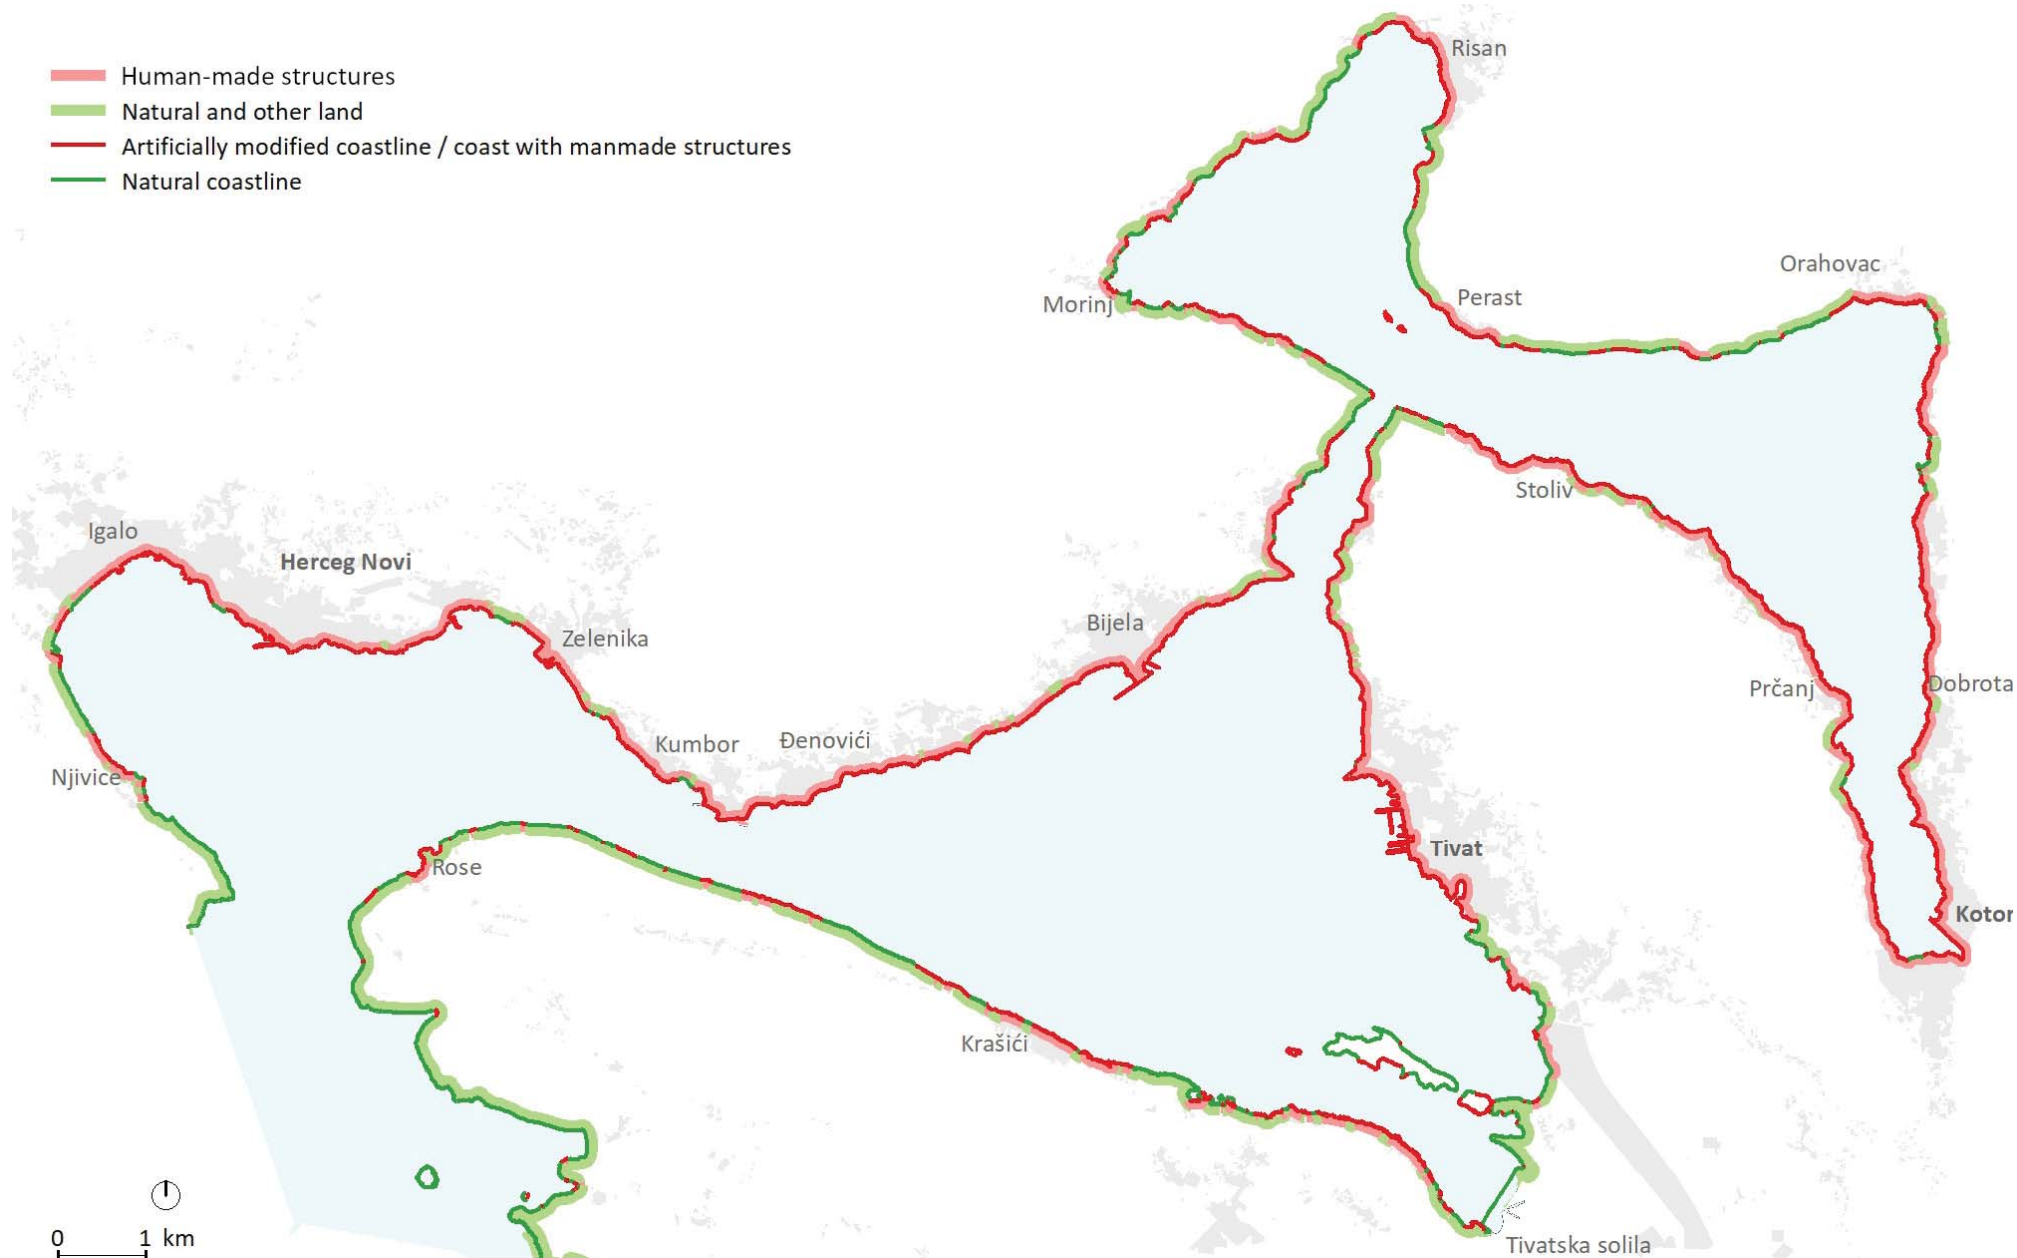 Risan
Human-made structures
Natural and other land
Artificially modified coastline / coast with manmade structures
Natural coastline
Orahovac
Perast
Morinj
Stoliv
Igalo
Herceg Novi
Bijela
Zelenika
Prčanj
Dobrota
Kumbor
Đenovići
Njivice
Tivat
Rose
Kotor
Krašići
0 1 km
Tivatska solila